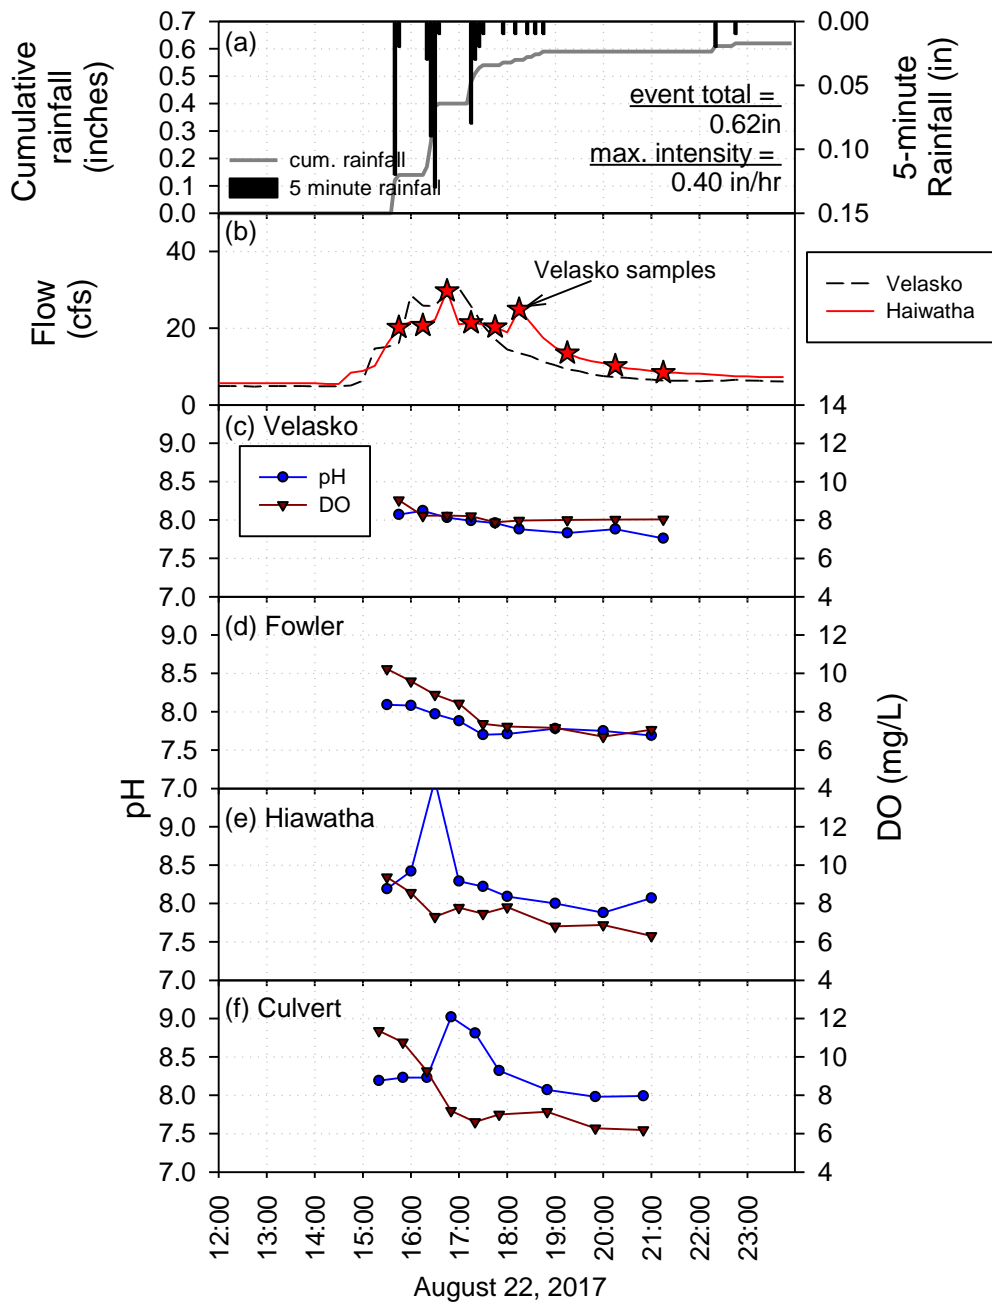 Cumulative
rainfall
(inches)
0.7
0.6
0.5
0.4
0.3
0.2
0.1
0.0
(a)
cum. rainfall
5 minute rainfall
event total =
0.62in
max. intensity =
0.40 in/hr
0.00
0.05
0.10
0.15
5-minute
Rainfall (in)
Flow
(cfs)
40
20
0
(b)
Velasko samples
Velasko
Haiwatha
(c) Velasko
pH
DO
9.0
8.5
8.0
7.5
7.0
14
12
10
8
6
4
(d) Fowler
9.0
8.5
8.0
7.5
7.0
12
10
8
6
4
pH
DO (mg/L)
(e) Hiawatha
9.0
8.5
8.0
7.5
7.0
12
10
8
6
4
(f) Culvert
9.0
8.5
8.0
7.5
7.0
12
10
8
6
4
12:00
13:00
14:00
15:00
16:00
17:00
18:00
19:00
20:00
21:00
22:00
23:00
August 22, 2017